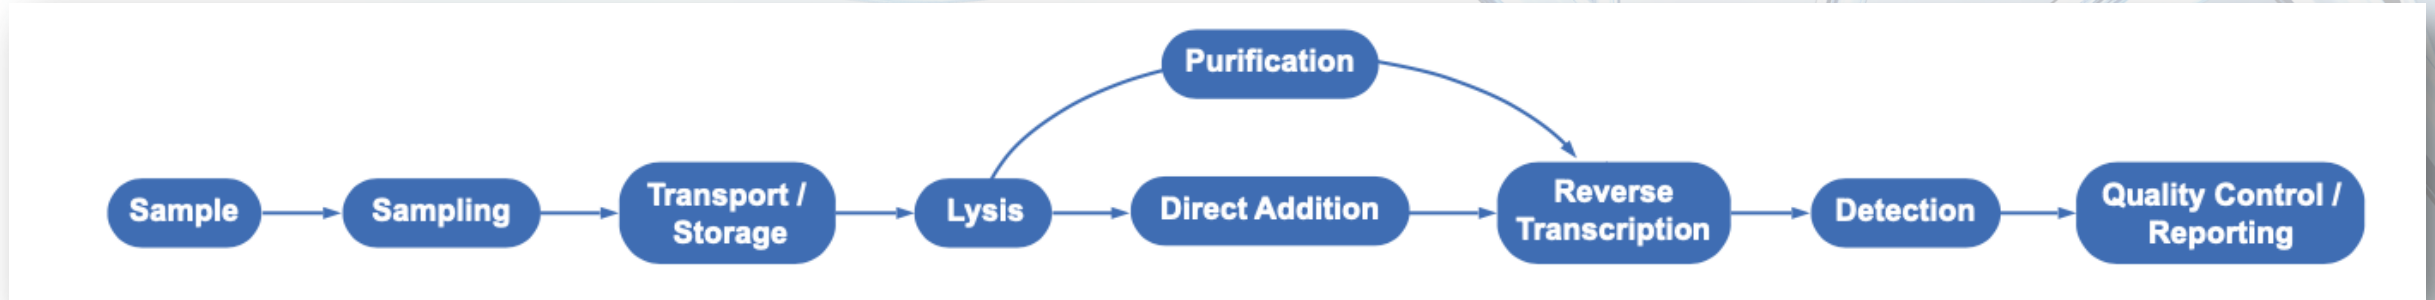 Purification
Sample
Sampling
Transport /
Storage
Lysis
Direct Addition
Reverse
Transcription
Detection
Quality Control /
Reporting